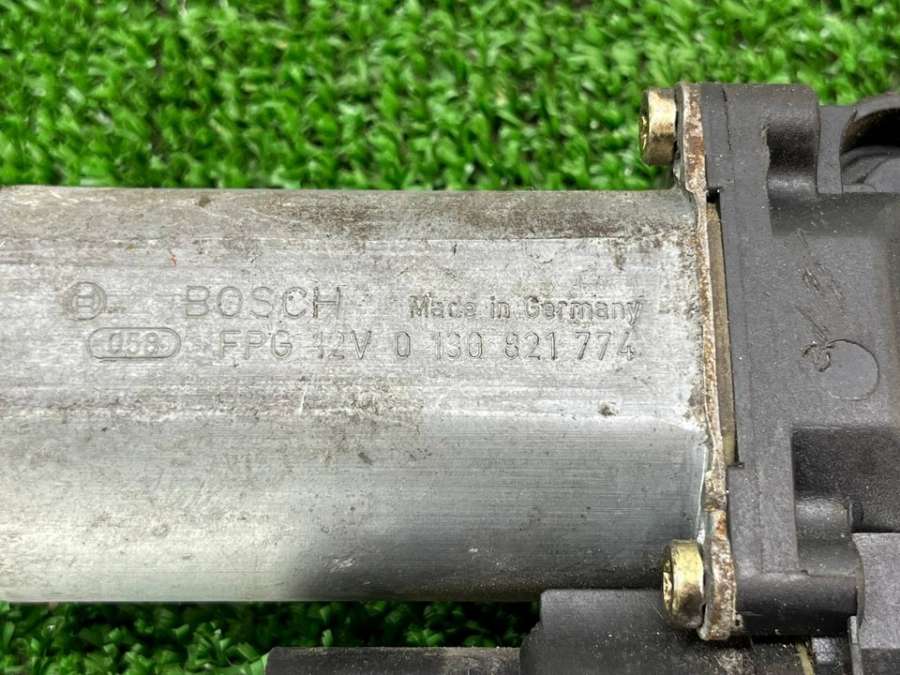 BOSCH Made in Germany
058 FPG 12V 0 130 821 774